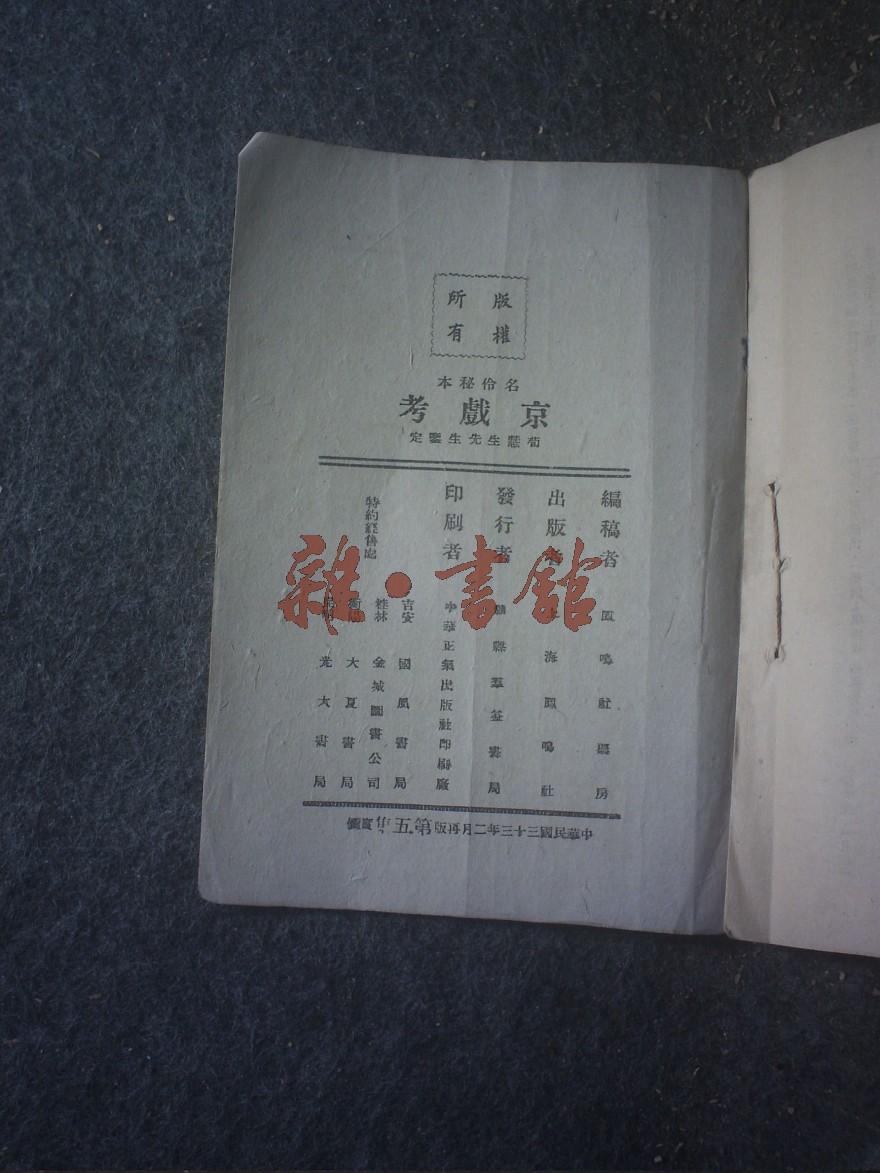 版權
所有
名伶秘本
京戲考
荀慧生先生鑒定
編稿者
鳳鳴社編房
出版者
上海鳳鳴社
發行者
縣羣益書局
印刷者
中華正氣出版社印刷廠
特約經售處
吉安 國風書局
桂林 金城圖書公司
衡陽 大夏書局
光大書局
中華民國三十三年二月再版第五集實價
雜·書館